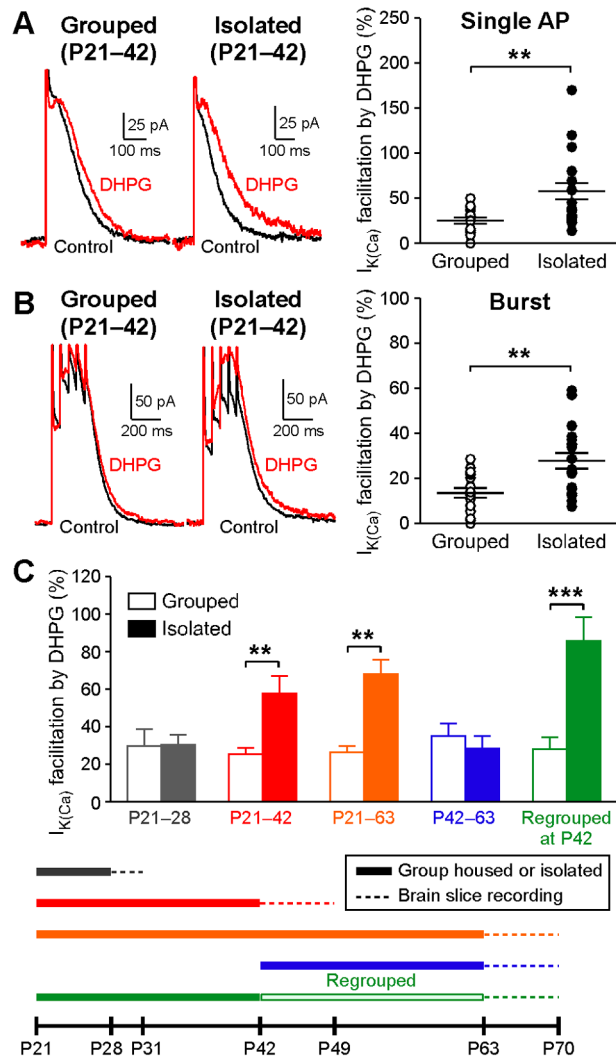 A
Grouped
(P21–42)
Isolated
(P21–42)
25 pA
100 ms
25 pA
100 ms
DHPG
Control
DHPG
Control
Single AP
I_K(Ca) facilitation by DHPG (%)
250
200
150
100
50
0
**
Grouped
Isolated
B
Grouped
(P21–42)
Isolated
(P21–42)
50 pA
200 ms
50 pA
200 ms
DHPG
Control
DHPG
Control
Burst
I_K(Ca) facilitation by DHPG (%)
100
80
60
40
20
0
**
Grouped
Isolated
C
I_K(Ca) facilitation by DHPG (%)
120
100
80
60
40
20
0
Grouped
Isolated
**
**
***
P21–28
P21–42
P21–63
P42–63
Regrouped
at P42
Group housed or isolated
Brain slice recording
Regrouped
P21
P28
P31
P42
P49
P63
P70